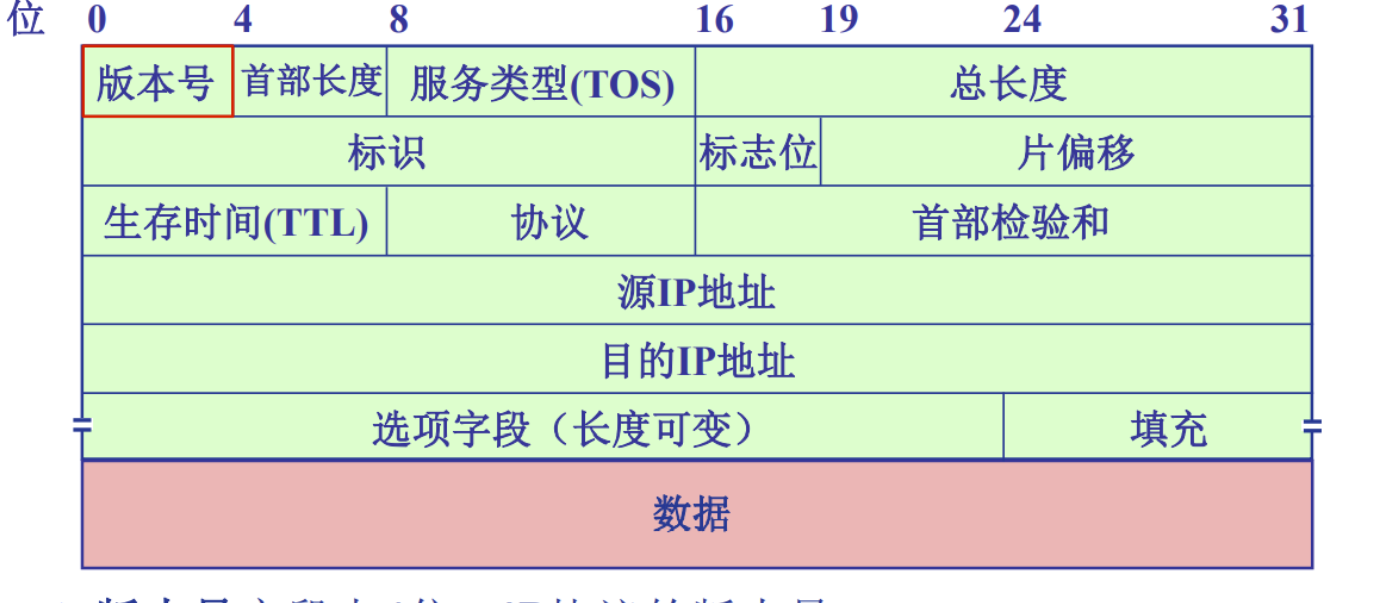 位 0 4 8 16 19 24 31
版本号 首部长度 服务类型(TOS) 总长度
标识 标志位 片偏移
生存时间(TTL) 协议 首部检验和
源IP地址
目的IP地址
选项字段（长度可变） 填充
数据